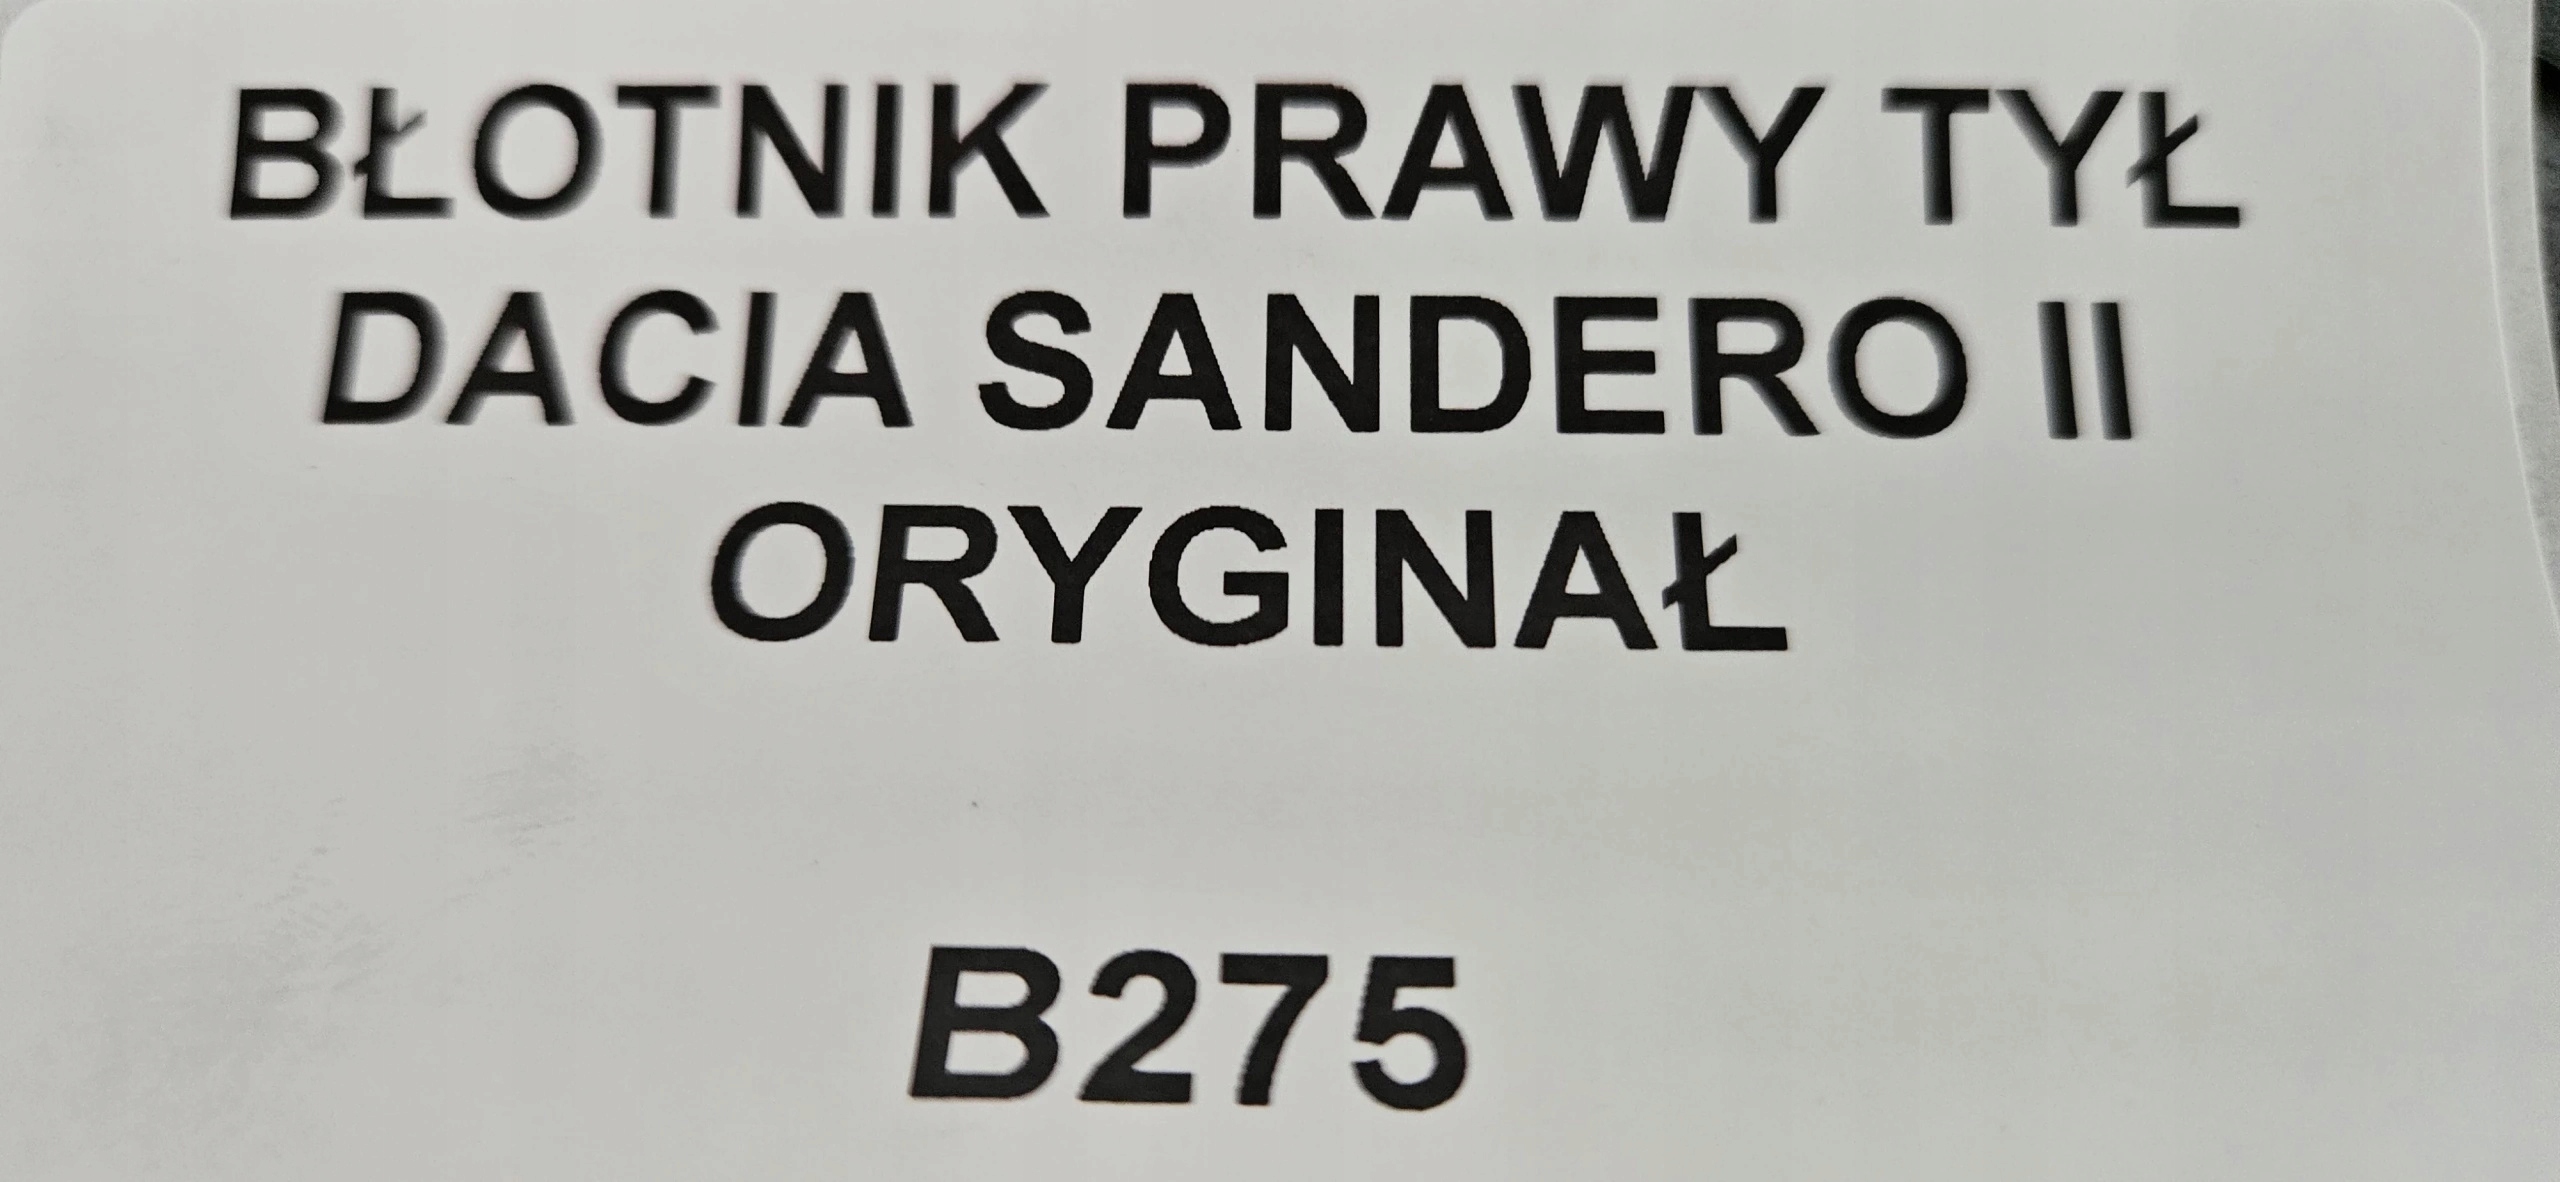 BŁOTNIK PRAWY TYŁ
DACIA SANDERO II
ORYGINAŁ
B275